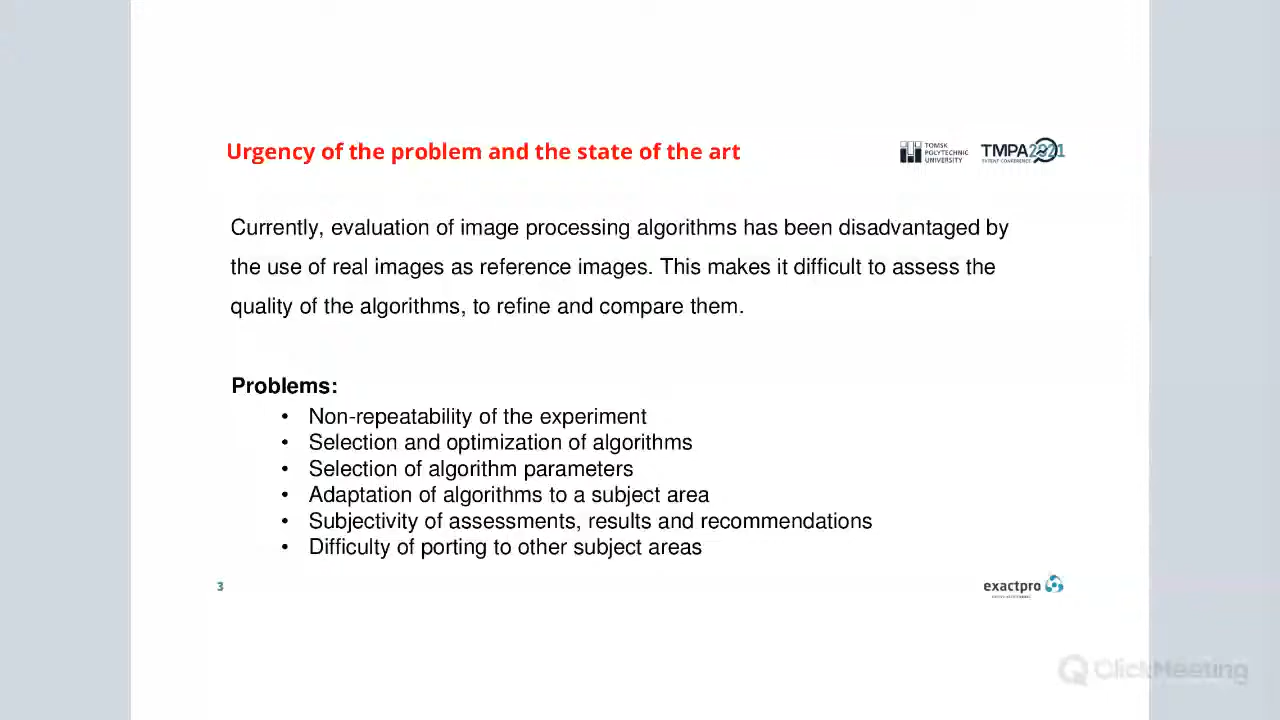 Urgency of the problem and the state of the art
TOMSK
POLYTECHNIC
UNIVERSITY
TMPA2021
EXTENT CONFERENCE
Currently, evaluation of image processing algorithms has been disadvantaged by
the use of real images as reference images. This makes it difficult to assess the
quality of the algorithms, to refine and compare them.
Problems:
• Non-repeatability of the experiment
• Selection and optimization of algorithms
• Selection of algorithm parameters
• Adaptation of algorithms to a subject area
• Subjectivity of assessments, results and recommendations
• Difficulty of porting to other subject areas
3
exactpro
ClickMeeting